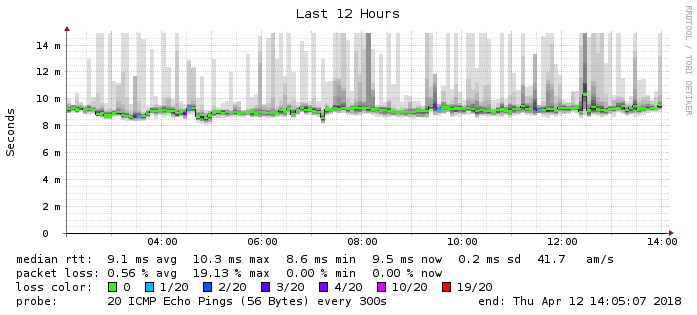 Last 12 Hours
RRDTOOL / TOBI OETIKER
Seconds
14 m
12 m
10 m
8 m
6 m
4 m
2 m
0
04:00 06:00 08:00 10:00 12:00 14:00
median rtt: 9.1 ms avg 10.3 ms max 8.6 ms min 9.5 ms now 0.2 ms sd 41.7 am/s
packet loss: 0.56 % avg 19.13 % max 0.00 % min 0.00 % now
loss color: 0 1/20 2/20 3/20 4/20 10/20 19/20
probe: 20 ICMP Echo Pings (56 Bytes) every 300s end: Thu Apr 12 14:05:07 2018